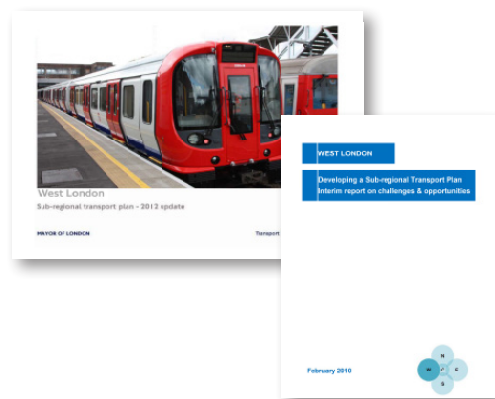 West London
Sub-regional transport plan - 2012 update
MAYOR OF LONDON
Transport
WEST LONDON
Developing a Sub-regional Transport Plan
Interim report on challenges & opportunities
February 2010
N
W
S